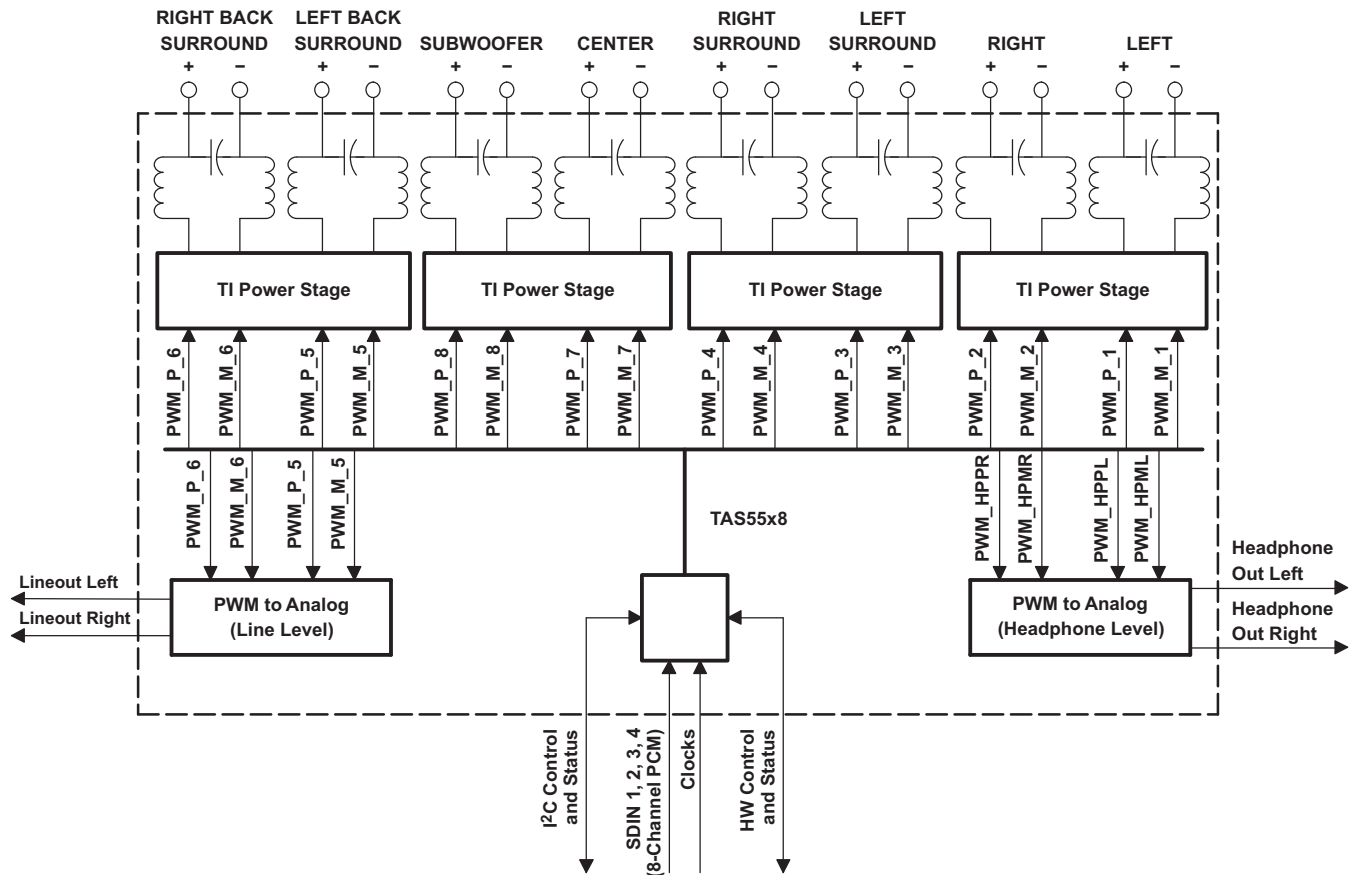 RIGHT BACK
SURROUND
LEFT BACK
SURROUND
SUBWOOFER
CENTER
RIGHT
SURROUND
LEFT
SURROUND
RIGHT
LEFT
+ − + − + − + − + − + − + − + −
TI Power Stage
TI Power Stage
TI Power Stage
TI Power Stage
PWM_P_6
PWM_M_6
PWM_P_5
PWM_M_5
PWM_P_8
PWM_M_8
PWM_P_7
PWM_M_7
PWM_P_4
PWM_M_4
PWM_P_3
PWM_M_3
PWM_P_2
PWM_M_2
PWM_P_1
PWM_M_1
PWM_P_6
PWM_M_6
PWM_P_5
PWM_M_5
PWM_HPPR
PWM_HPMR
PWM_HPPL
PWM_HPML
TAS55x8
Lineout Left
Lineout Right
PWM to Analog
(Line Level)
PWM to Analog
(Headphone Level)
Headphone
Out Left
Headphone
Out Right
I²C Control
and Status
SDIN 1, 2, 3, 4
(8-Channel PCM)
Clocks
HW Control
and Status